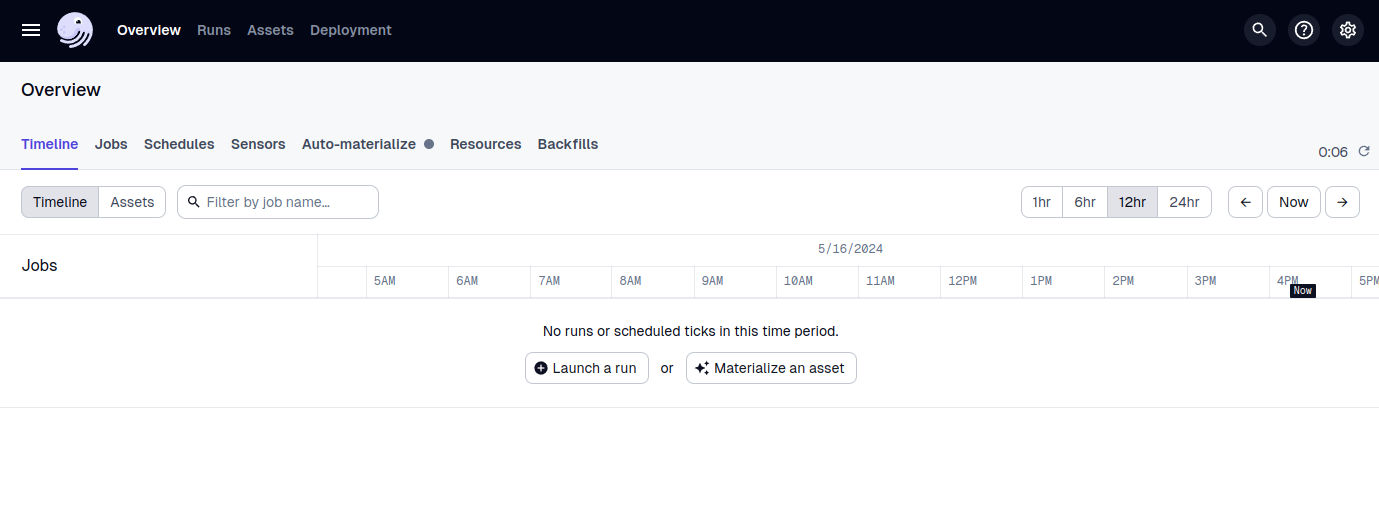 Overview Runs Assets Deployment
Overview
Timeline Jobs Schedules Sensors Auto-materialize Resources Backfills
0:06
Timeline Assets Filter by job name… 1hr 6hr 12hr 24hr Now
5/16/2024
Jobs
5AM 6AM 7AM 8AM 9AM 10AM 11AM 12PM 1PM 2PM 3PM 4PM 5PM
Now
No runs or scheduled ticks in this time period.
Launch a run or Materialize an asset